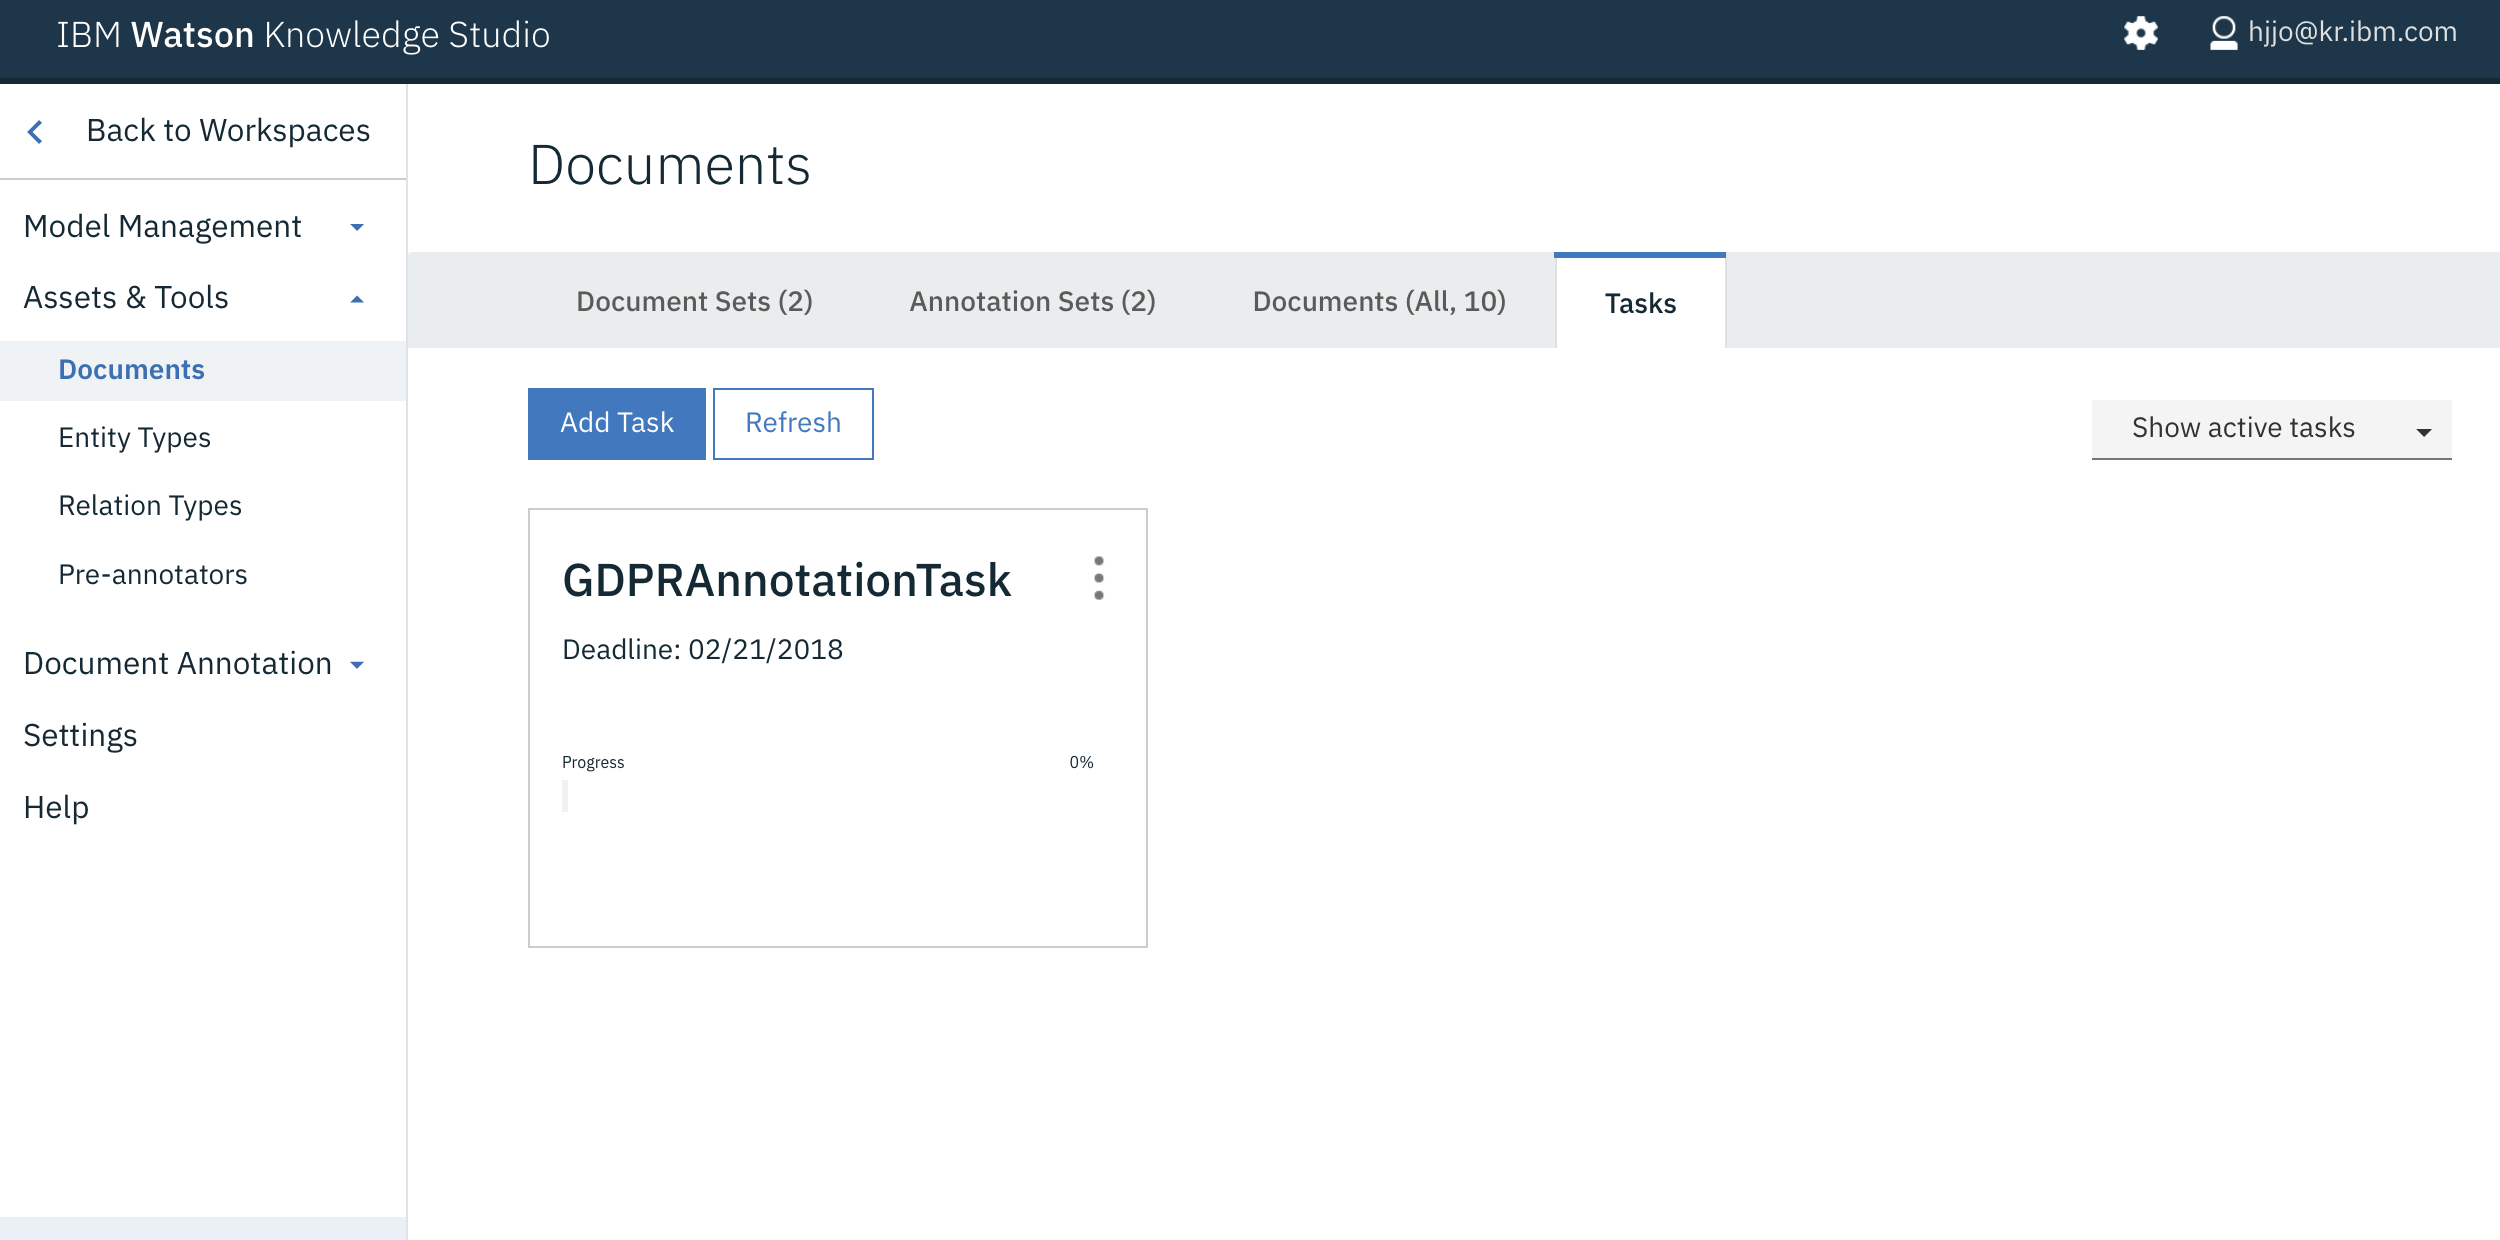 IBM Watson Knowledge Studio
hjjo@kr.ibm.com
Back to Workspaces
Model Management
Assets & Tools
Documents
Entity Types
Relation Types
Pre-annotators
Document Annotation
Settings
Help
Documents
Document Sets (2)
Annotation Sets (2)
Documents (All, 10)
Tasks
Add Task
Refresh
Show active tasks
GDPRAnnotationTask
Deadline: 02/21/2018
Progress
0%